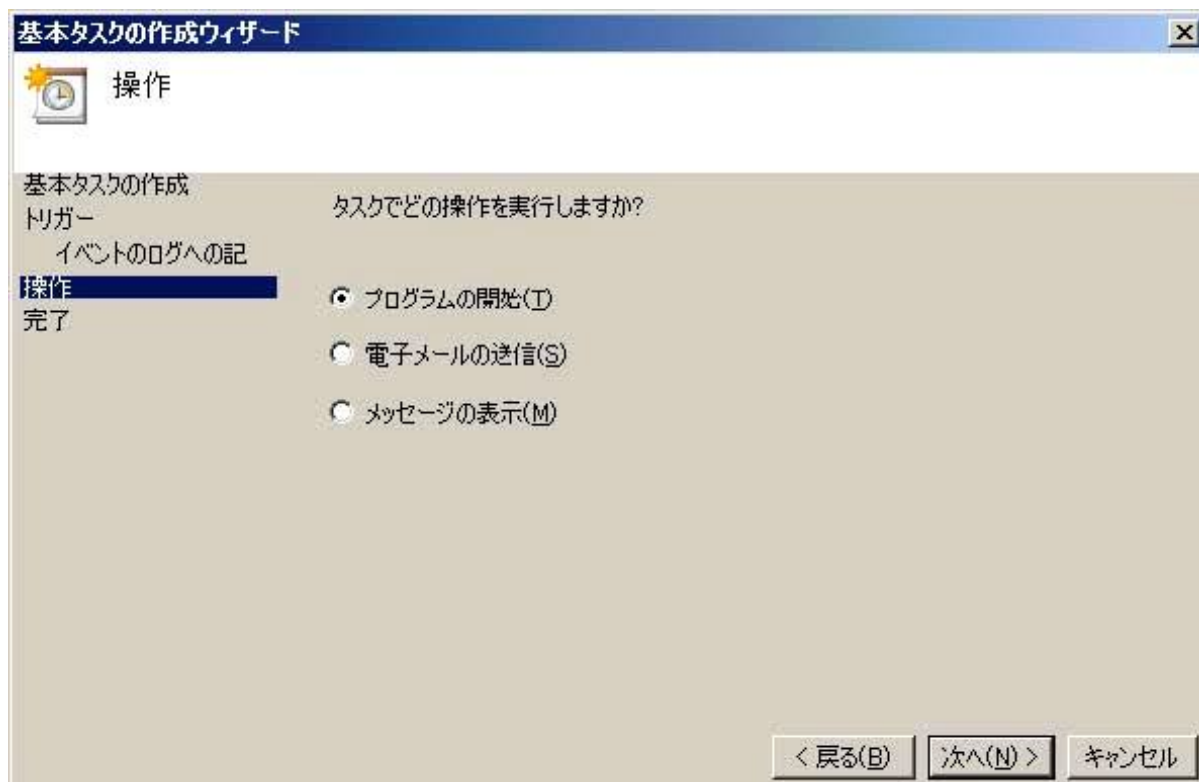 基本タスクの作成ウィザード
操作
基本タスクの作成
トリガー
イベントのログへの記
操作
完了
タスクでどの操作を実行しますか?
プログラムの開始(T)
電子メールの送信(S)
メッセージの表示(M)
< 戻る(B)
次へ(N) >
キャンセル